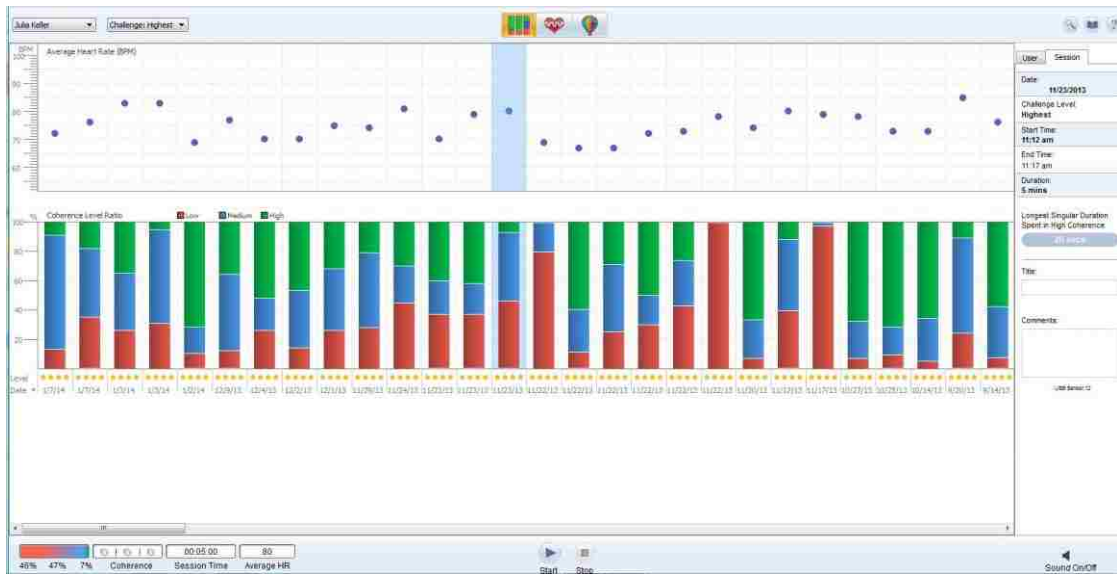 Julia Keller
Challenge: Highest
BPM
Average Heart Rate (BPM)
100
90
80
70
60
% Coherence Level Ratio Low Medium High
100
80
60
40
20
Level
Date 1/7/14 1/7/14 1/3/14 1/3/14 1/2/14 12/9/13 12/4/13 12/2/13 12/1/13 11/29/13 11/24/13 11/23/13 11/23/13 11/23/13 11/22/13 11/22/13 11/22/13 11/22/13 11/22/13 11/22/13 11/20/13 11/17/13 11/17/13 10/27/13 10/25/13 10/14/13 9/20/13 9/14/13
User Session
Date:
11/23/2013
Challenge Level:
Highest
Start Time:
11:12 am
End Time:
11:17 am
Duration:
5 mins
Longest Singular Duration
Spent in High Coherence
Title:
Comments:
46% 47% 7%
Coherence
00:05:00
Session Time
80
Average HR
Start
Stop
Sound On/Off